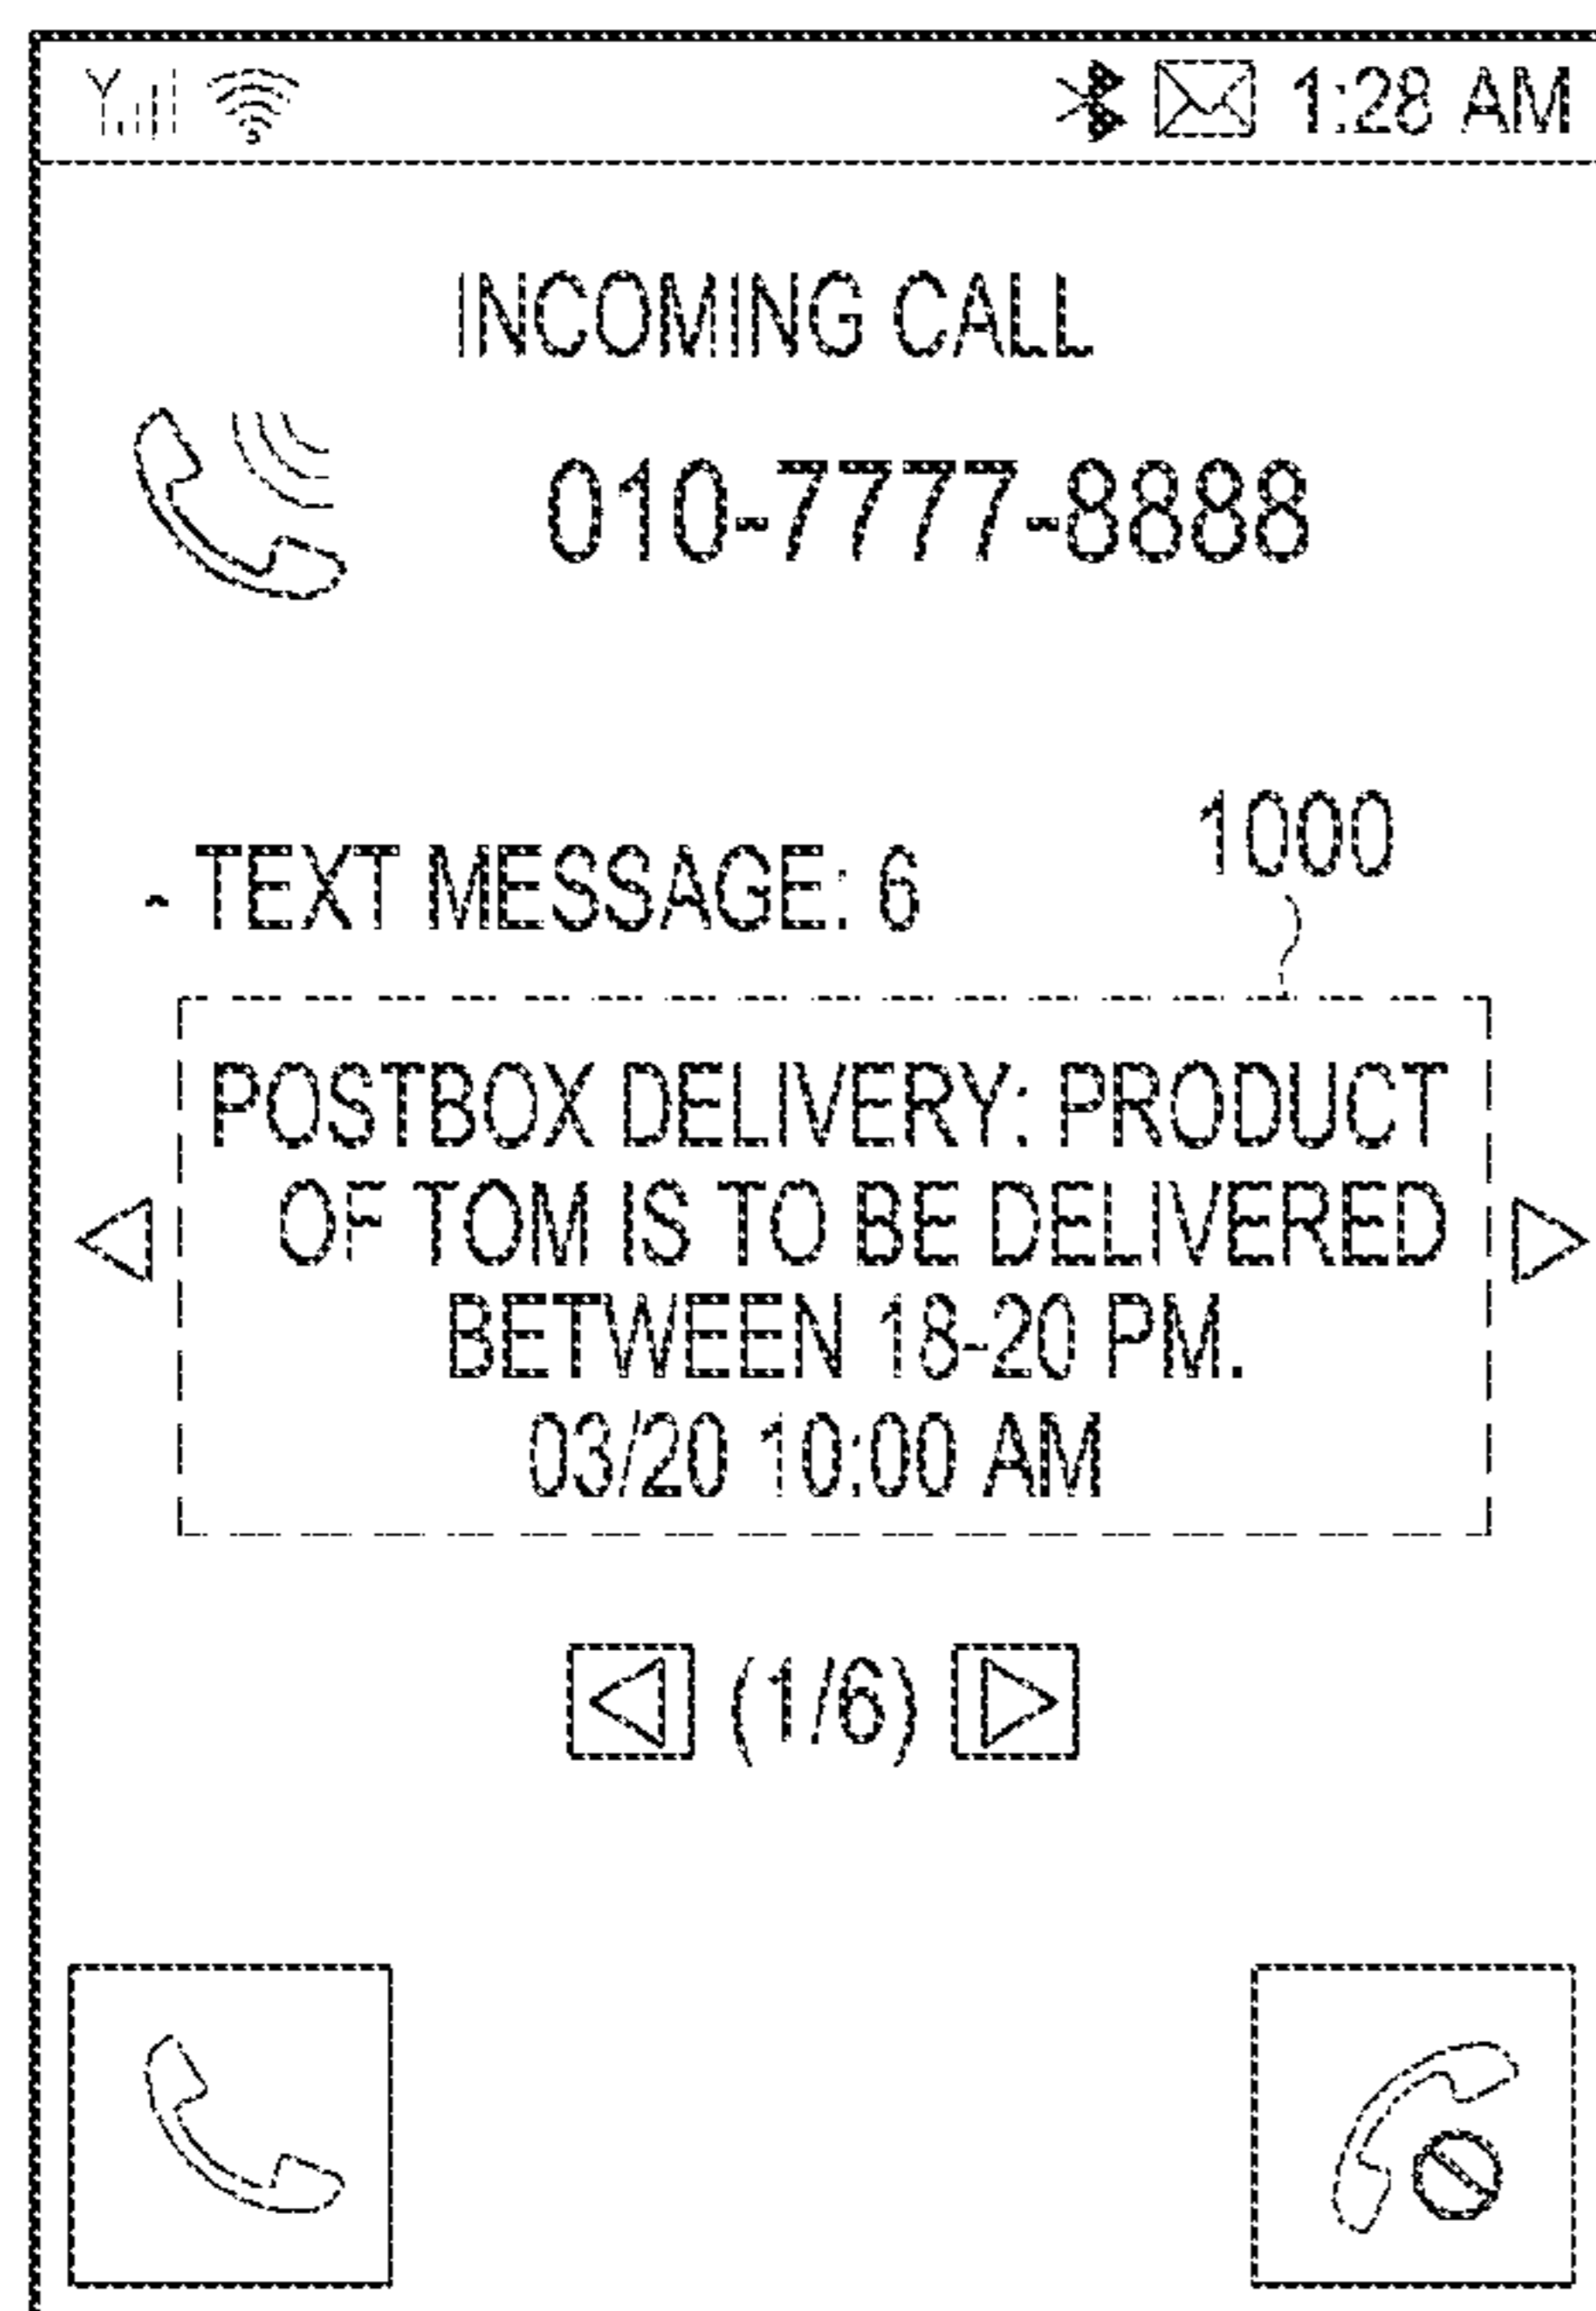 1:28 AM
INCOMING CALL
010-7777-8888
1000
- TEXT MESSAGE: 6
POSTBOX DELIVERY: PRODUCT
OF TOM IS TO BE DELIVERED
BETWEEN 18-20 PM.
03/20 10:00 AM
(1/6)